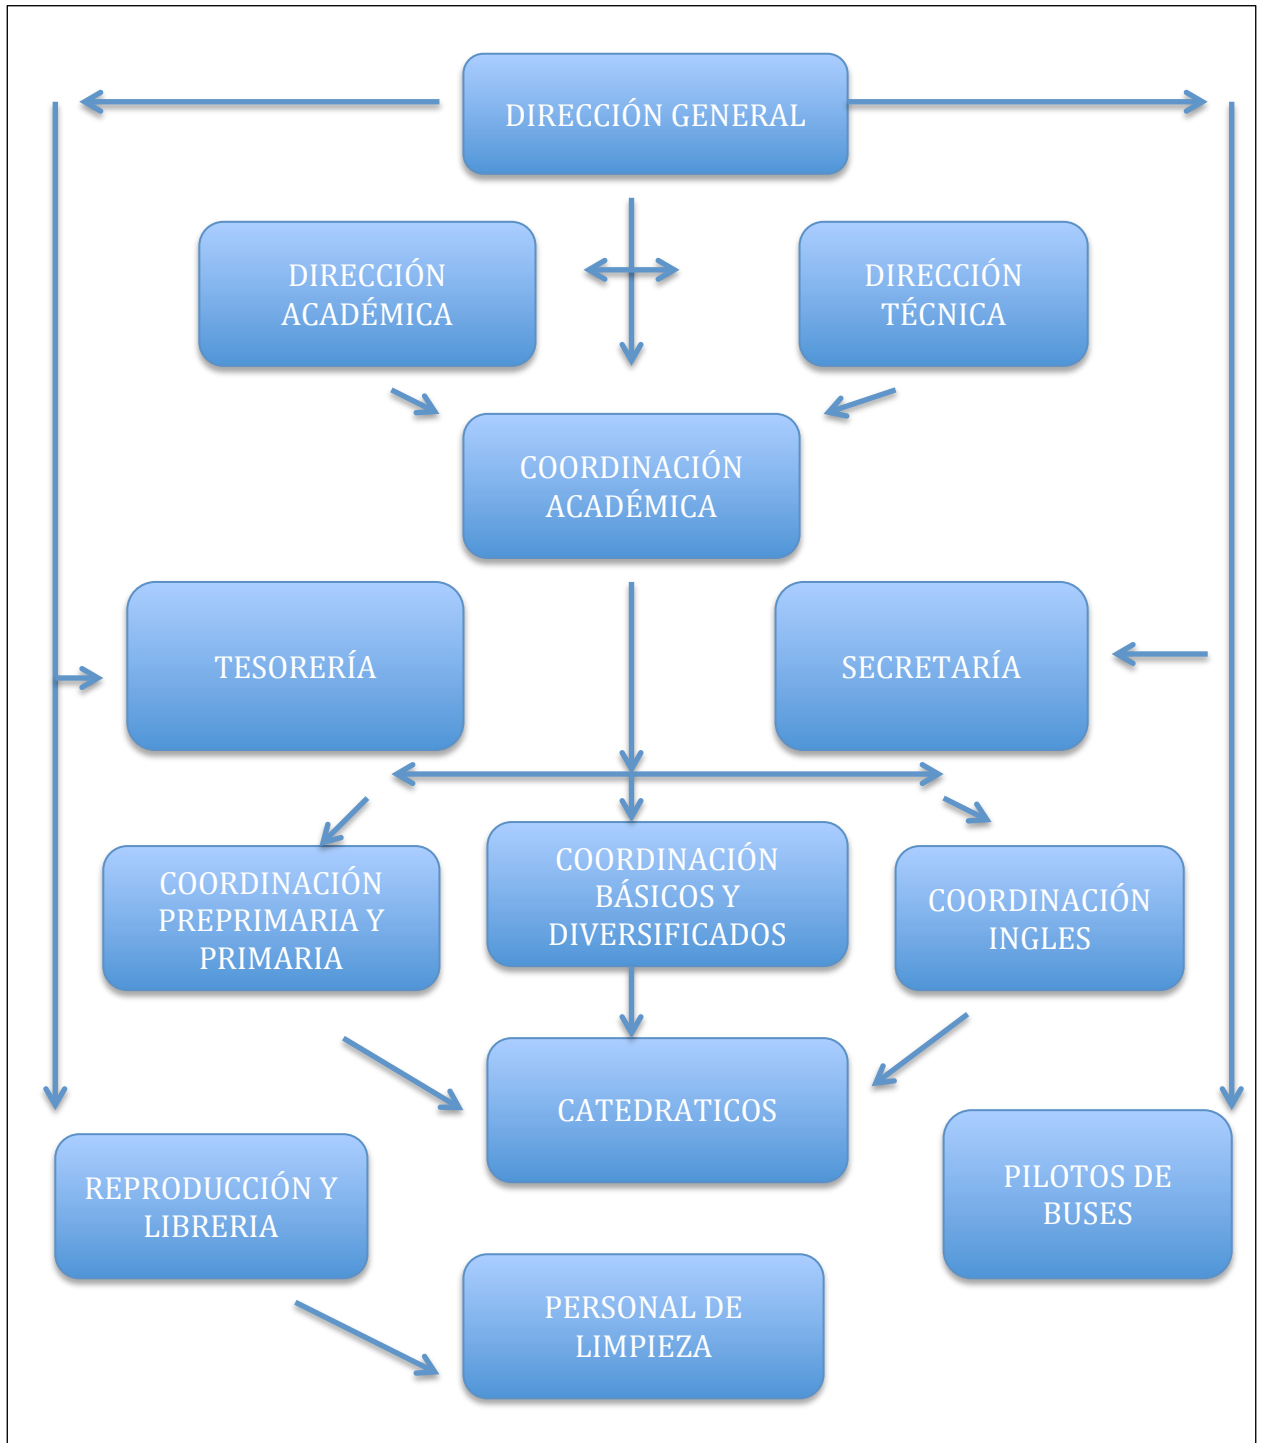 DIRECCIÓN GENERAL
DIRECCIÓN
ACADÉMICA
DIRECCIÓN
TÉCNICA
COORDINACIÓN
ACADÉMICA
TESORERÍA
SECRETARÍA
COORDINACIÓN
PREPRIMARIA Y
PRIMARIA
COORDINACIÓN
BÁSICOS Y
DIVERSIFICADOS
COORDINACIÓN
INGLES
CATEDRATICOS
REPRODUCCIÓN Y
LIBRERIA
PILOTOS DE
BUSES
PERSONAL DE
LIMPIEZA